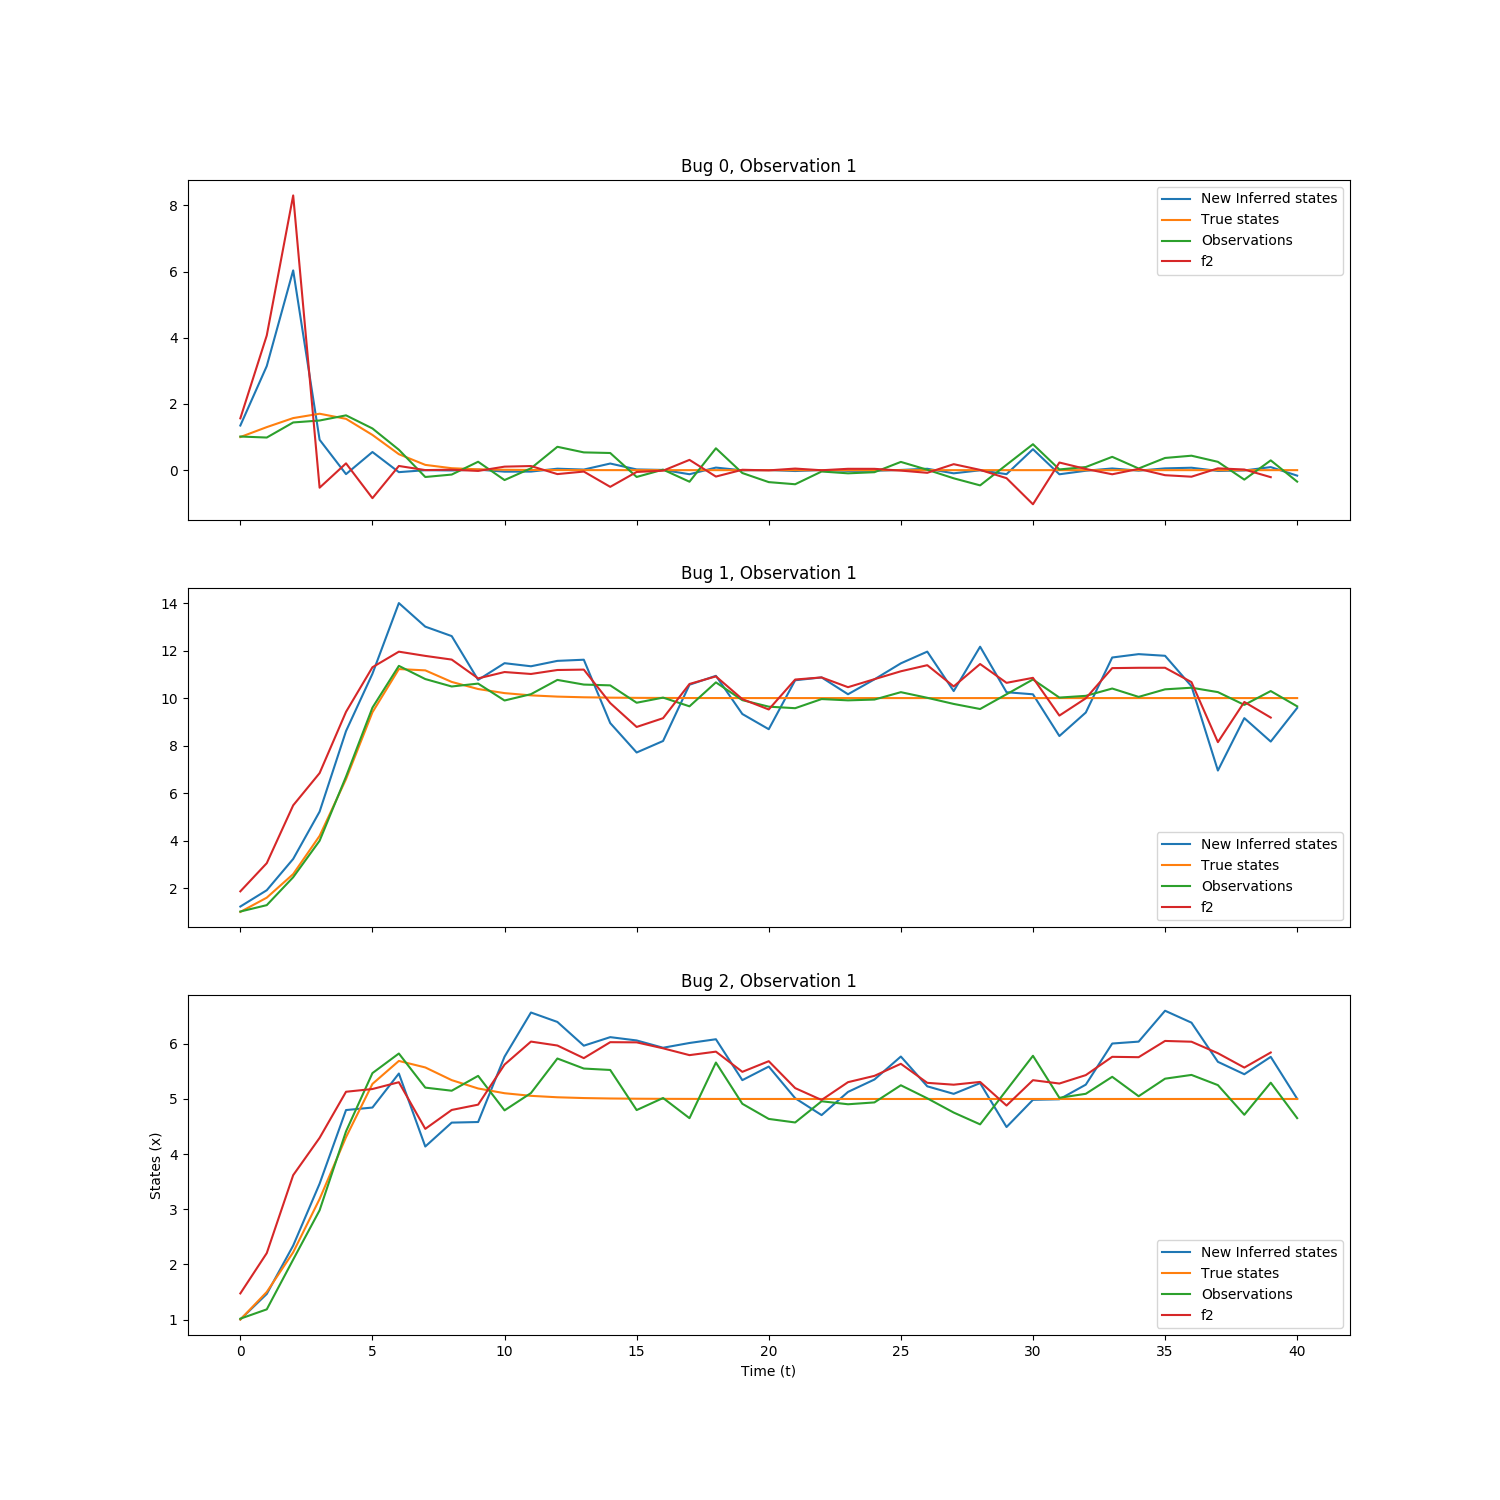 Bug 0, Observation 1
8
6
4
2
0
New Inferred states
True states
Observations
f2
Bug 1, Observation 1
14
12
10
8
6
4
2
New Inferred states
True states
Observations
f2
Bug 2, Observation 1
States (x)
6
5
4
3
2
1
New Inferred states
True states
Observations
f2
0 5 10 15 20 25 30 35 40
Time (t)